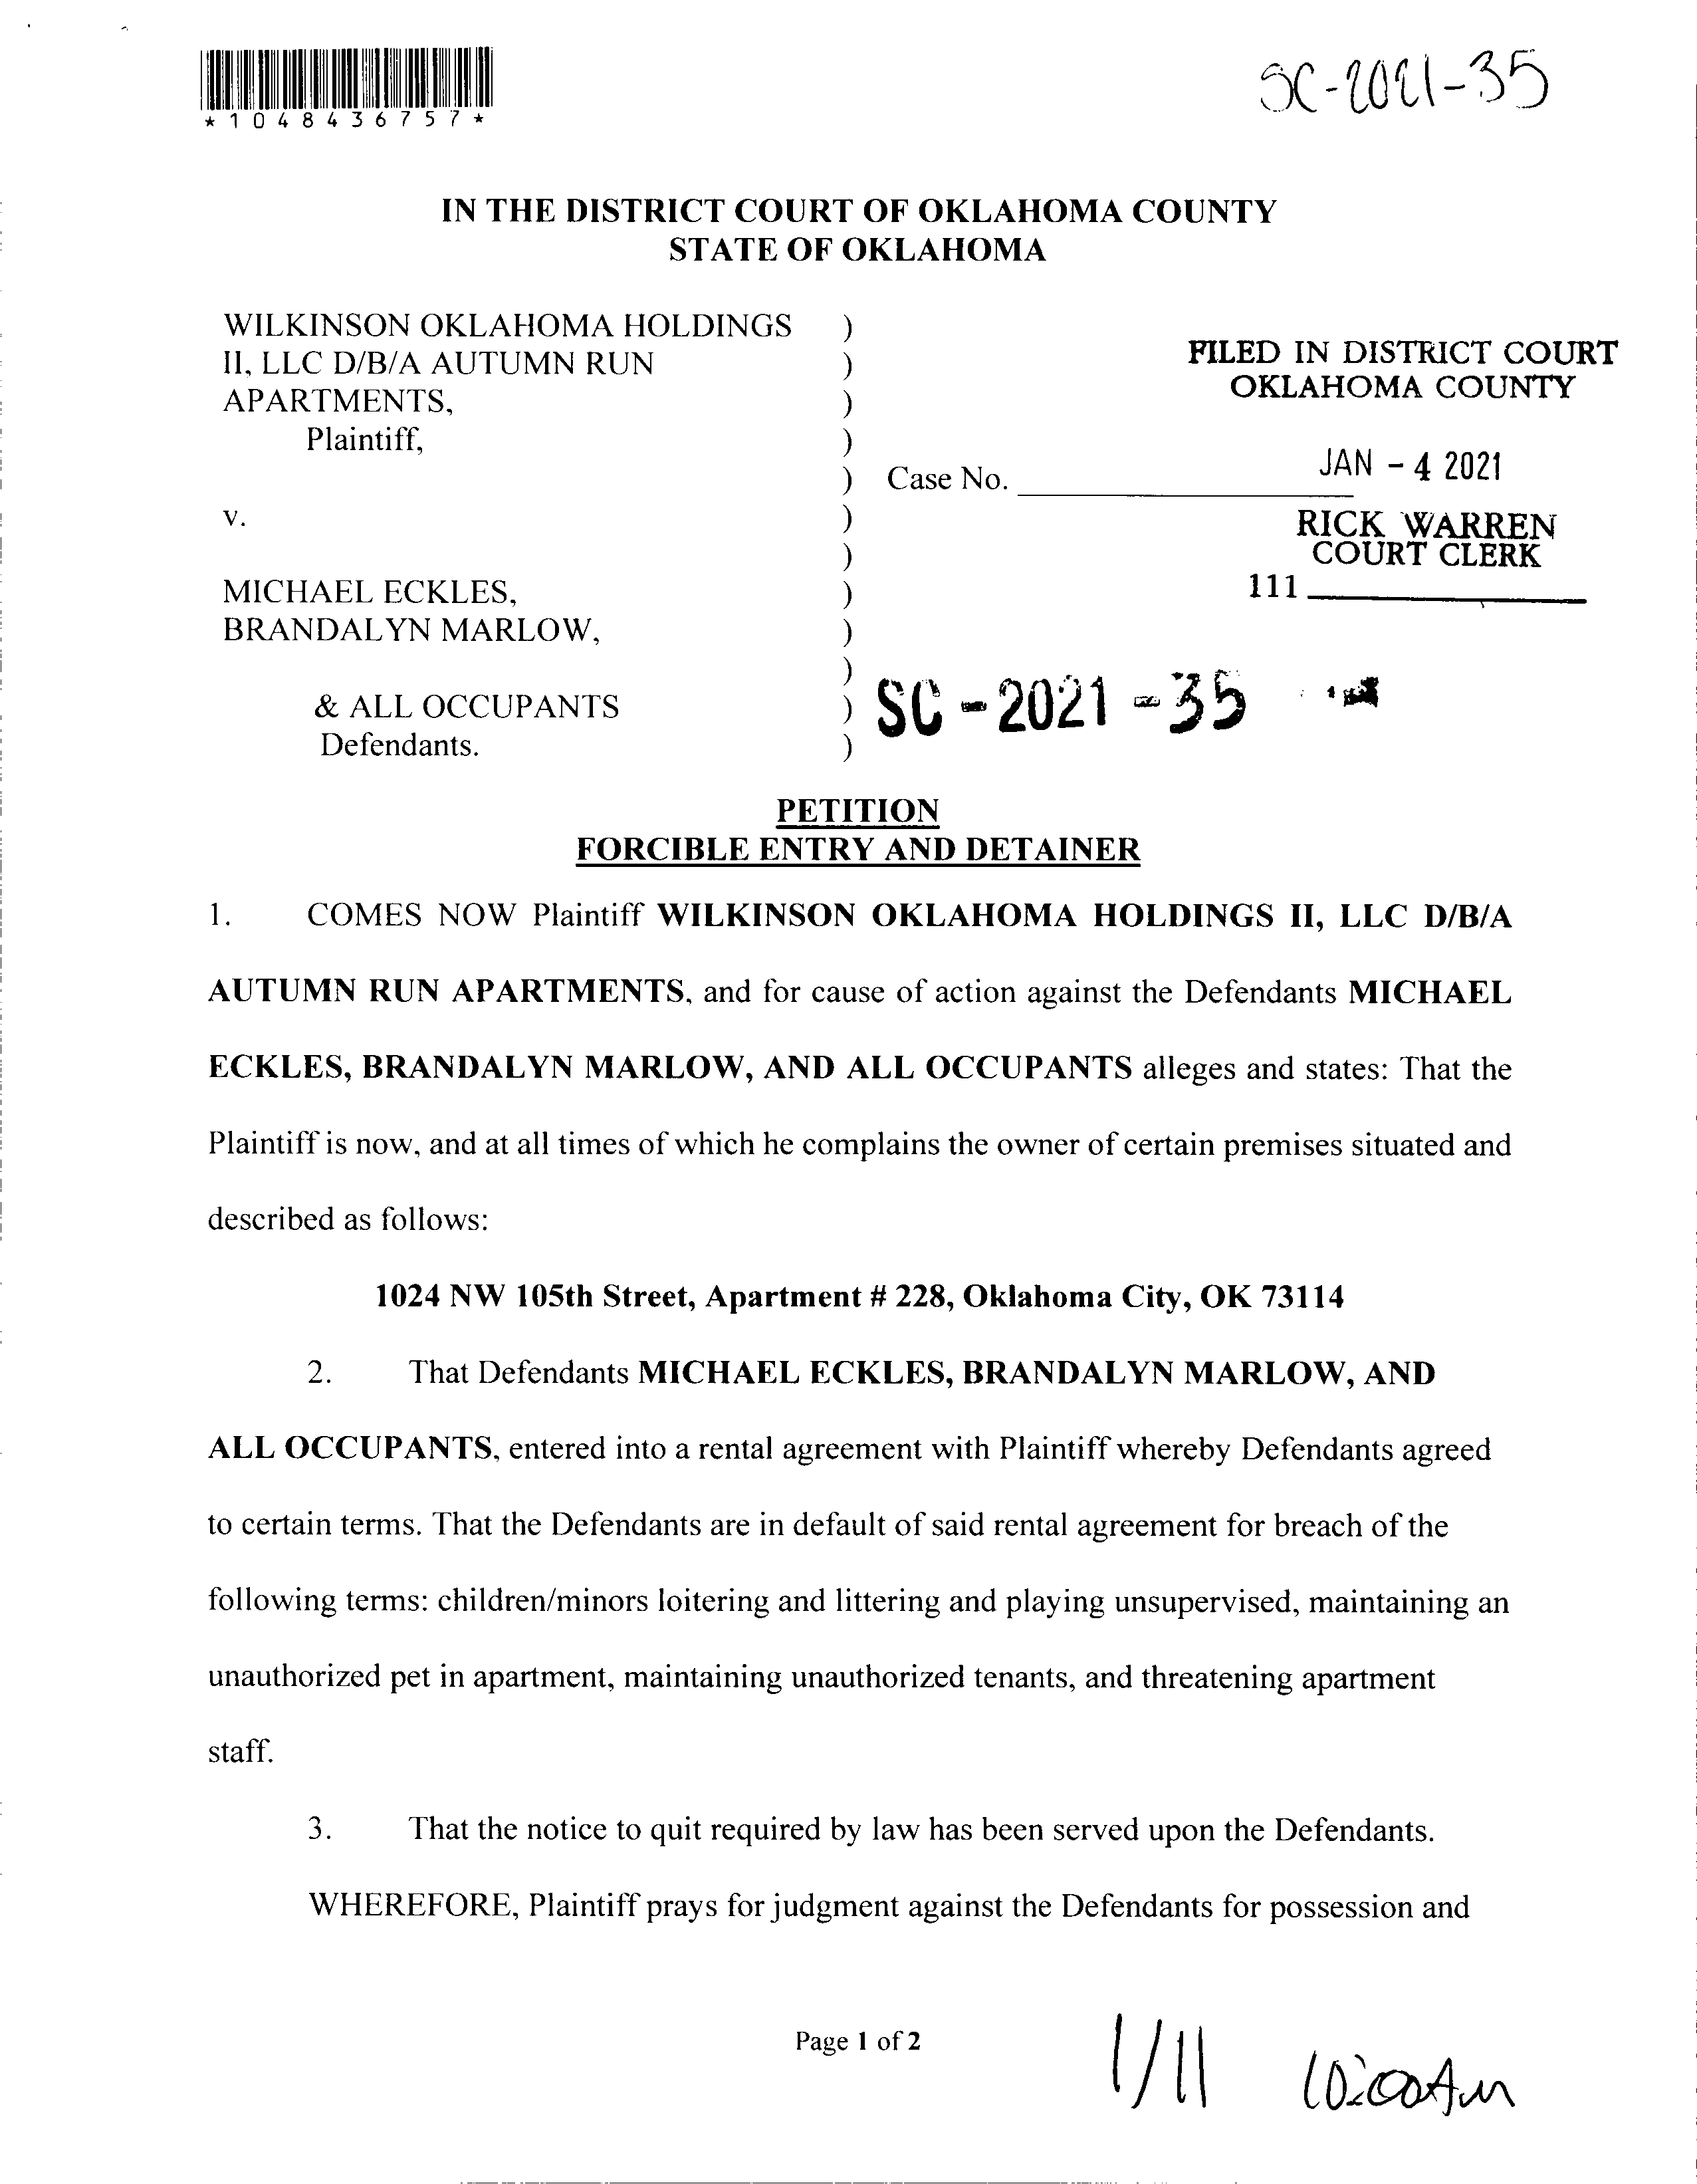 *1048436757*
SC-2021-35
IN THE DISTRICT COURT OF OKLAHOMA COUNTY
STATE OF OKLAHOMA
WILKINSON OKLAHOMA HOLDINGS )
II, LLC D/B/A AUTUMN RUN )
APARTMENTS, )
Plaintiff, )
) Case No. ____________________
v. )
)
MICHAEL ECKLES, )
BRANDALYN MARLOW, )
)
& ALL OCCUPANTS )
Defendants. )
FILED IN DISTRICT COURT
OKLAHOMA COUNTY
JAN - 4 2021
RICK WARREN
COURT CLERK
111 ____________________
SC - 2021 - 35
PETITION
FORCIBLE ENTRY AND DETAINER
1. COMES NOW Plaintiff WILKINSON OKLAHOMA HOLDINGS II, LLC D/B/A
AUTUMN RUN APARTMENTS, and for cause of action against the Defendants MICHAEL
ECKLES, BRANDALYN MARLOW, AND ALL OCCUPANTS alleges and states: That the
Plaintiff is now, and at all times of which he complains the owner of certain premises situated and
described as follows:
1024 NW 105th Street, Apartment # 228, Oklahoma City, OK 73114
2. That Defendants MICHAEL ECKLES, BRANDALYN MARLOW, AND
ALL OCCUPANTS, entered into a rental agreement with Plaintiff whereby Defendants agreed
to certain terms. That the Defendants are in default of said rental agreement for breach of the
following terms: children/minors loitering and littering and playing unsupervised, maintaining an
unauthorized pet in apartment, maintaining unauthorized tenants, and threatening apartment
staff.
3. That the notice to quit required by law has been served upon the Defendants.
WHEREFORE, Plaintiff prays for judgment against the Defendants for possession and
Page 1 of 2
1/11 10:00Am